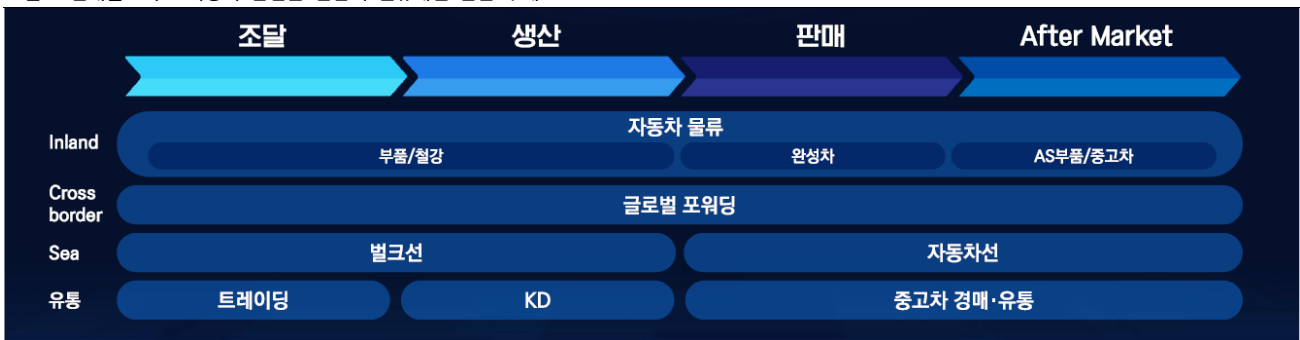 조달 생산 판매 After Market
Inland
자동차 물류
부품/철강 완성차 AS부품/중고차
Cross
border
글로벌 포워딩
Sea 벌크선 자동차선
유통 트레이딩 KD 중고차 경매·유통